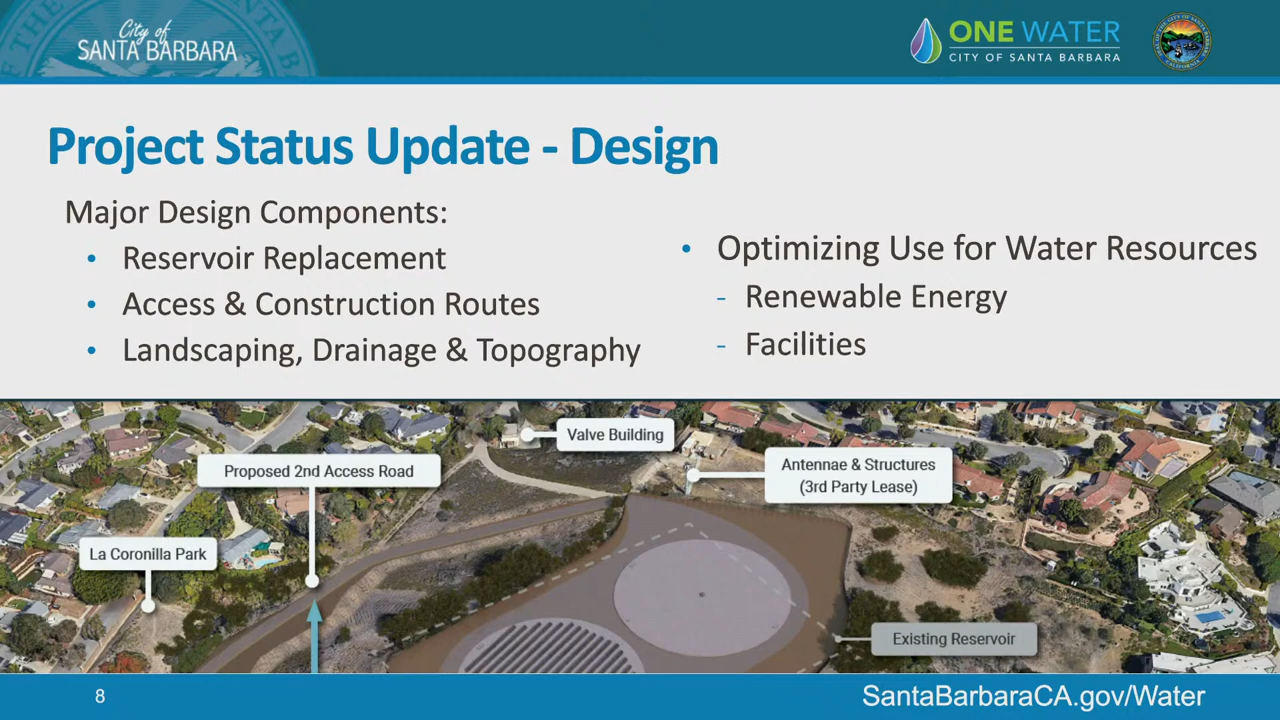 City of
SANTA BARBARA
ONE WATER
CITY OF SANTA BARBARA
Project Status Update - Design
Major Design Components:
• Reservoir Replacement
• Access & Construction Routes
• Landscaping, Drainage & Topography
• Optimizing Use for Water Resources
- Renewable Energy
- Facilities
Valve Building
Proposed 2nd Access Road
Antennae & Structures
(3rd Party Lease)
La Coronilla Park
Existing Reservoir
8
SantaBarbaraCA.gov/Water